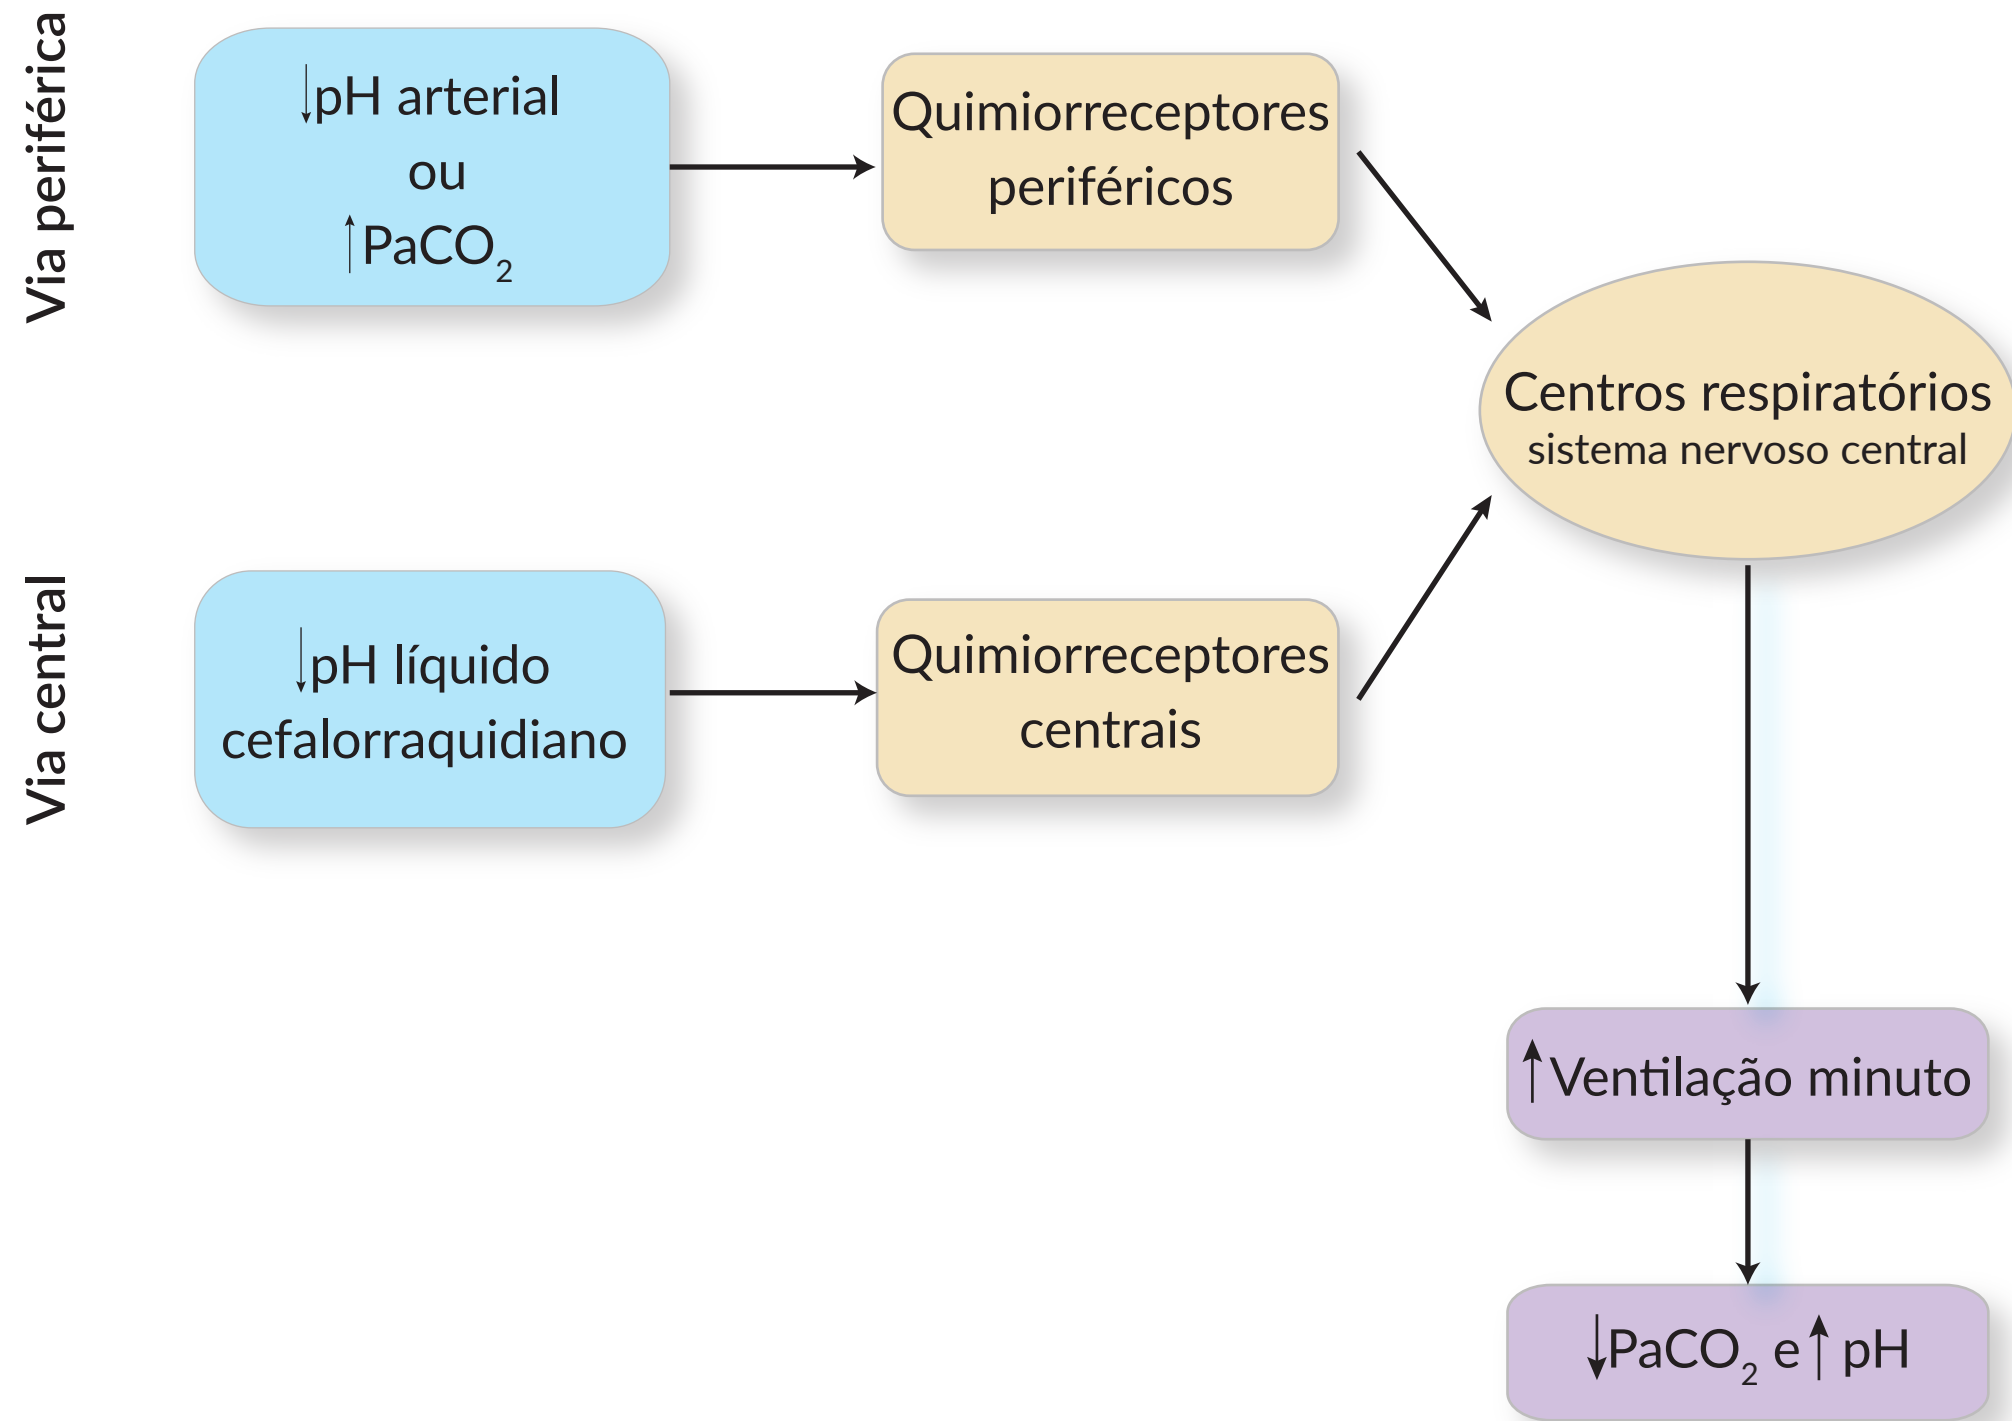 Via periférica
↓pH arterial
ou
↑PaCO₂
Quimiorreceptores
periféricos
Centros respiratórios
sistema nervoso central
Via central
↓pH líquido
cefalorraquidiano
Quimiorreceptores
centrais
↑Ventilação minuto
↓PaCO₂ e ↑ pH